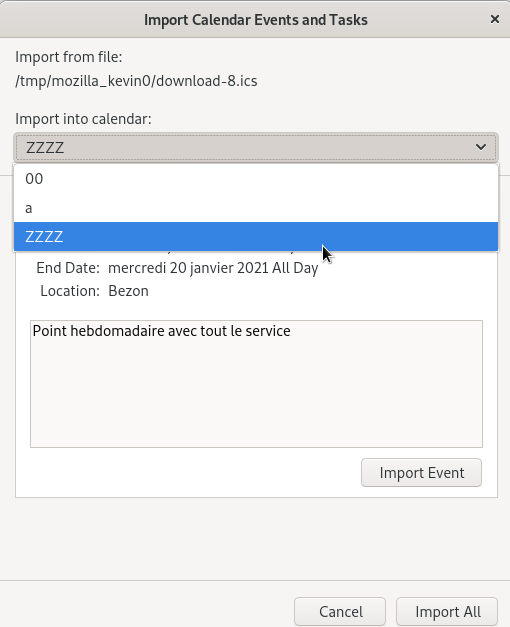 Import Calendar Events and Tasks
Import from file:
/tmp/mozilla_kevin0/download-8.ics
Import into calendar:
ZZZZ
00
a
ZZZZ
End Date: mercredi 20 janvier 2021 All Day
Location: Bezon
Point hebdomadaire avec tout le service
Import Event
Cancel
Import All